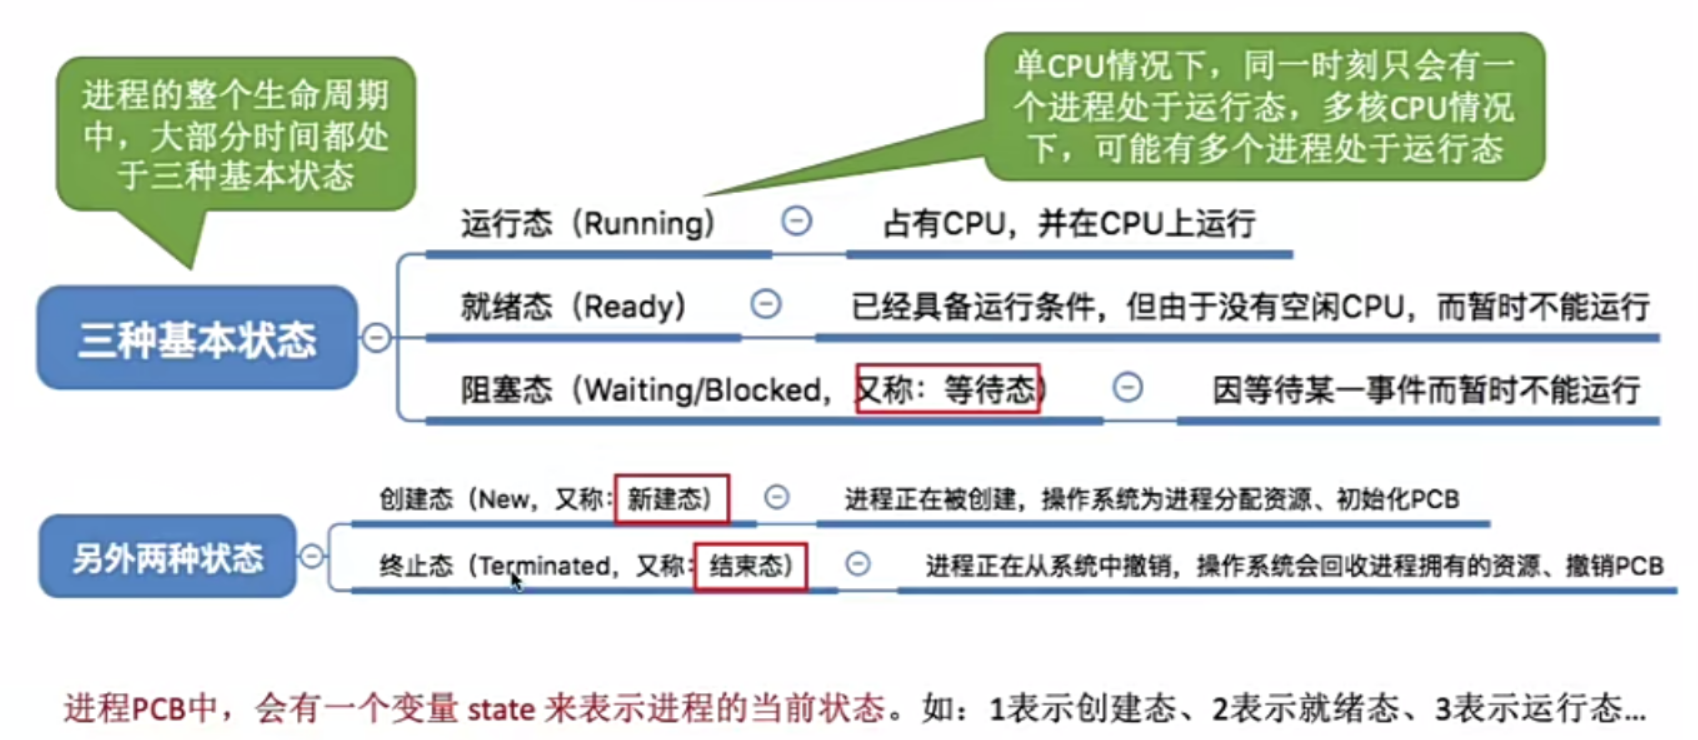 进程的整个生命周期
中，大部分时间都处
于三种基本状态
单CPU情况下，同一时刻只会有一
个进程处于运行态，多核CPU情况
下，可能有多个进程处于运行态
三种基本状态
运行态（Running） 占有CPU，并在CPU上运行
就绪态（Ready） 已经具备运行条件，但由于没有空闲CPU，而暂时不能运行
阻塞态（Waiting/Blocked，又称：等待态） 因等待某一事件而暂时不能运行
另外两种状态
创建态（New，又称：新建态） 进程正在被创建，操作系统为进程分配资源、初始化PCB
终止态（Terminated，又称：结束态） 进程正在从系统中撤销，操作系统会回收进程拥有的资源、撤销PCB
进程PCB中，会有一个变量 state 来表示进程的当前状态。如：1表示创建态、2表示就绪态、3表示运行态...